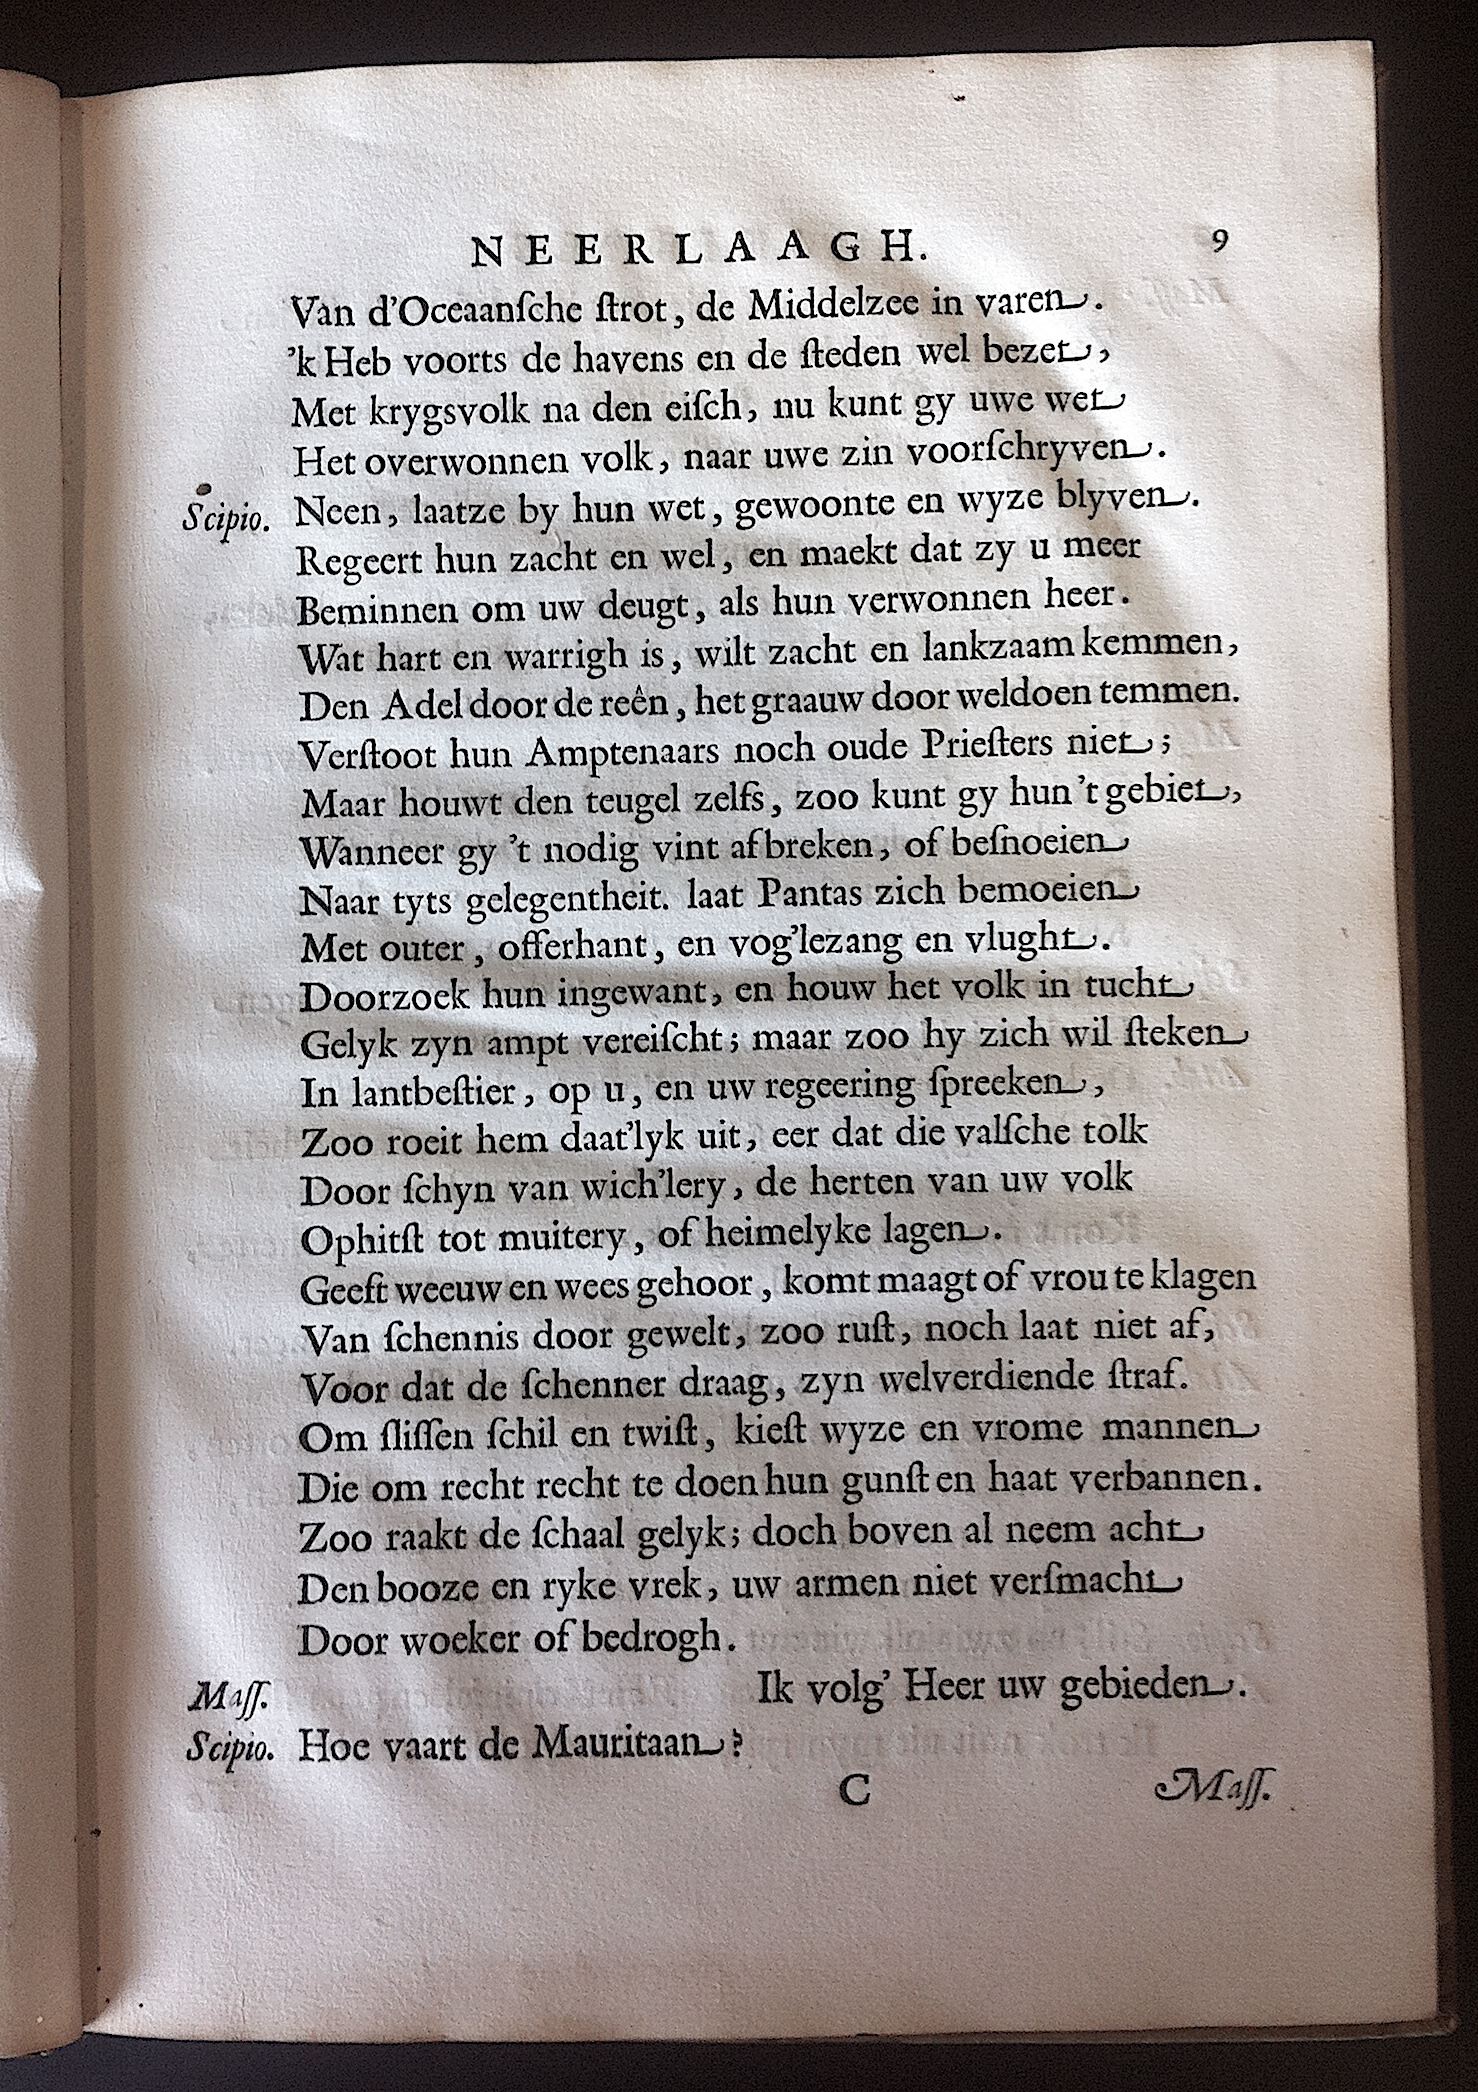 NEERLAAGH. 9
Van d'Oceaanſche ſtrot, de Middelzee in varen.
'k Heb voorts de havens en de ſteden wel bezet,
Met krygsvolk na den eiſch, nu kunt gy uwe wet
Het overwonnen volk, naar uwe zin voorſchryven.
Scipio. Neen, laatze by hun wet, gewoonte en wyze blyven.
Regeert hun zacht en wel, en maekt dat zy u meer
Beminnen om uw deugt, als hun verwonnen heer.
Wat hart en warrigh is, wilt zacht en lankzaam kemmen,
Den Adel door de reên, het graauw door weldoen temmen.
Verſtoot hun Amptenaars noch oude Prieſters niet;
Maar houwt den teugel zelfs, zoo kunt gy hun 't gebiet,
Wanneer gy 't nodig vint afbreken, of beſnoeien
Naar tyts gelegentheit. laat Pantas zich bemoeien
Met outer, offerhant, en vog'lezang en vlught.
Doorzoek hun ingewant, en houw het volk in tucht
Gelyk zyn ampt vereiſcht; maar zoo hy zich wil ſteken
In lantbeſtier, op u, en uw regeering ſpreeken,
Zoo roeit hem daat'lyk uit, eer dat die valſche tolk
Door ſchyn van wich'lery, de herten van uw volk
Ophitſt tot muitery, of heimelyke lagen.
Geeft weeuw en wees gehoor, komt maagt of vrou te klagen
Van ſchennis door gewelt, zoo ruſt, noch laat niet af,
Voor dat de ſchenner draag, zyn welverdiende ſtraf.
Om ſliſſen ſchil en twiſt, kieſt wyze en vrome mannen
Die om recht recht te doen hun gunſt en haat verbannen.
Zoo raakt de ſchaal gelyk; doch boven al neem acht
Den booze en ryke vrek, uw armen niet verſmacht
Door woeker of bedrogh.
Maſſ. Ik volg' Heer uw gebieden.
Scipio. Hoe vaart de Mauritaan?
C Maſſ.